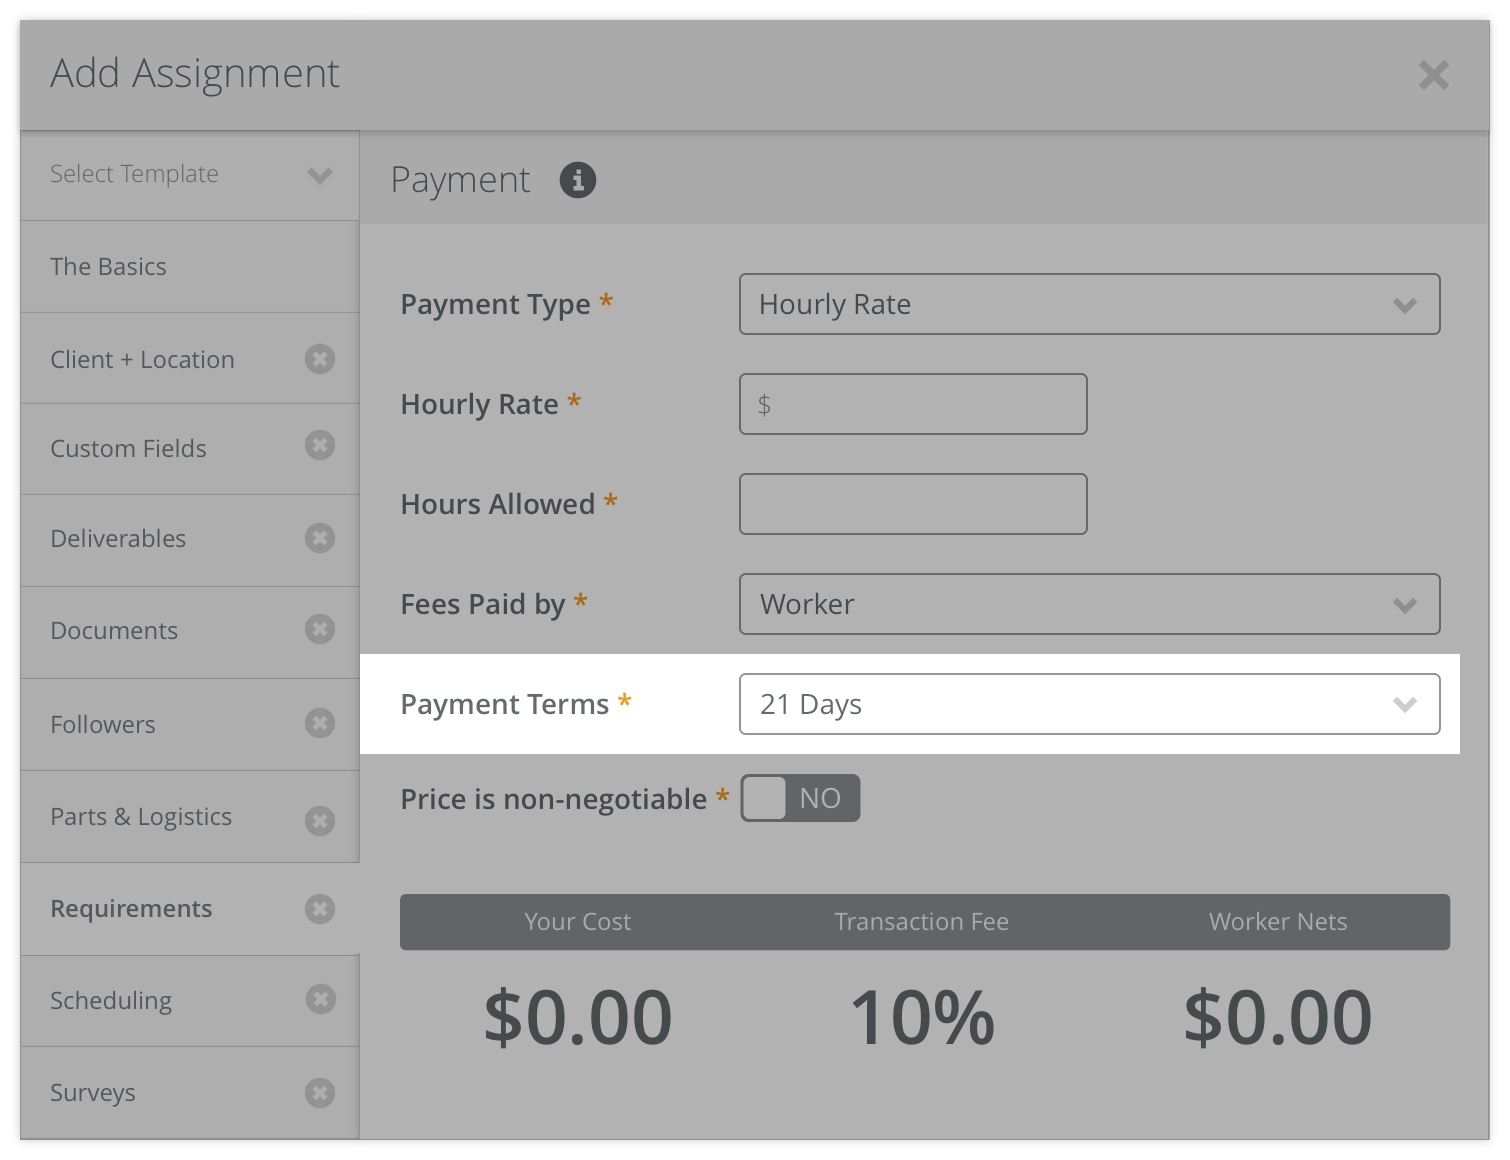 Add Assignment
Select Template
The Basics
Client + Location
Custom Fields
Deliverables
Documents
Followers
Parts & Logistics
Requirements
Scheduling
Surveys
Payment
Payment Type * Hourly Rate
Hourly Rate * $
Hours Allowed *
Fees Paid by * Worker
Payment Terms * 21 Days
Price is non-negotiable * NO
Your Cost Transaction Fee Worker Nets
$0.00 10% $0.00